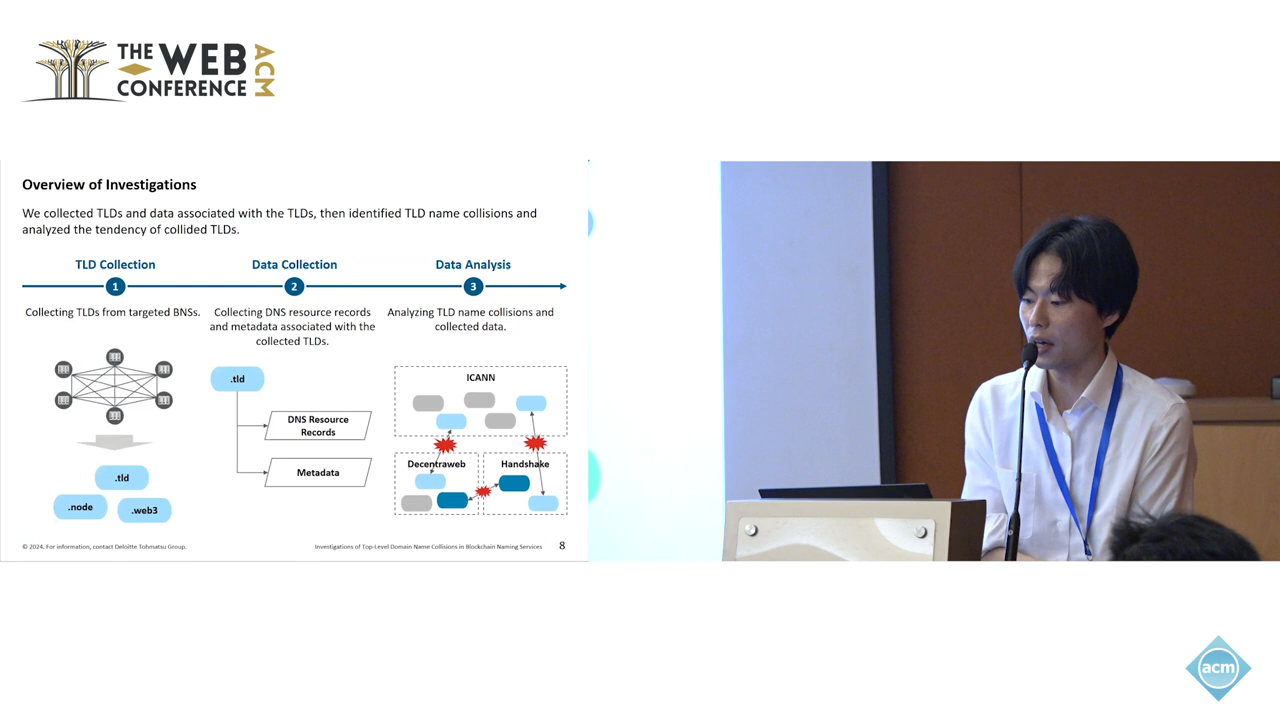 THE WEB
CONFERENCE
ACM
Overview of Investigations
We collected TLDs and data associated with the TLDs, then identified TLD name collisions and
analyzed the tendency of collided TLDs.
TLD Collection
Data Collection
Data Analysis
1
2
3
Collecting TLDs from targeted BNSs.
Collecting DNS resource records
and metadata associated with the
collected TLDs.
Analyzing TLD name collisions and
collected data.
.tld
.node
.web3
.tld
DNS Resource
Records
Metadata
ICANN
Decentraweb
Handshake
© 2024. For information, contact Deloitte Tohmatsu Group.
Investigations of Top-Level Domain Name Collisions in Blockchain Naming Services
8
acm